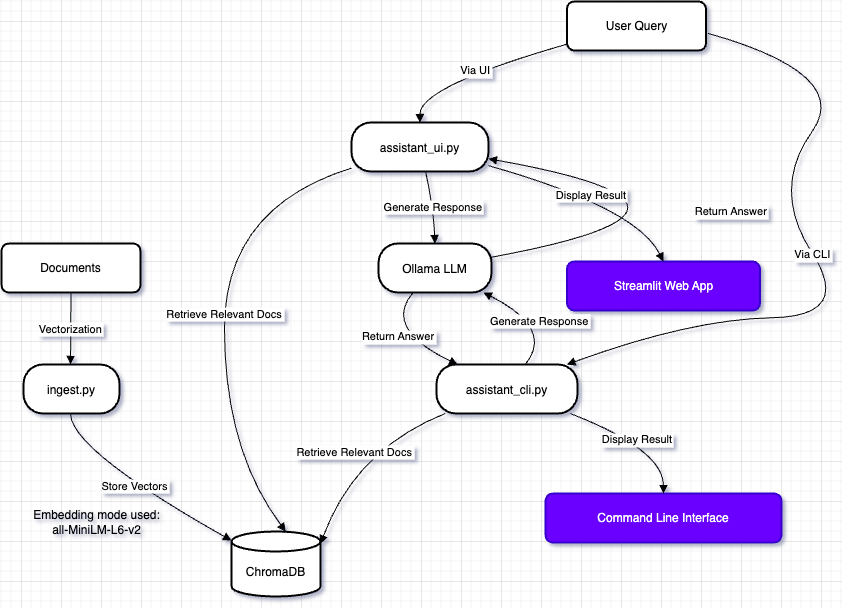 User Query
Via UI
assistant_ui.py
Display Result
Generate Response
Return Answer
Via CLI
Documents
Ollama LLM
Streamlit Web App
Retrieve Relevant Docs
Generate Response
Vectorization
Return Answer
ingest.py
assistant_cli.py
Display Result
Retrieve Relevant Docs
Store Vectors
Embedding mode used:
all-MiniLM-L6-v2
Command Line Interface
ChromaDB